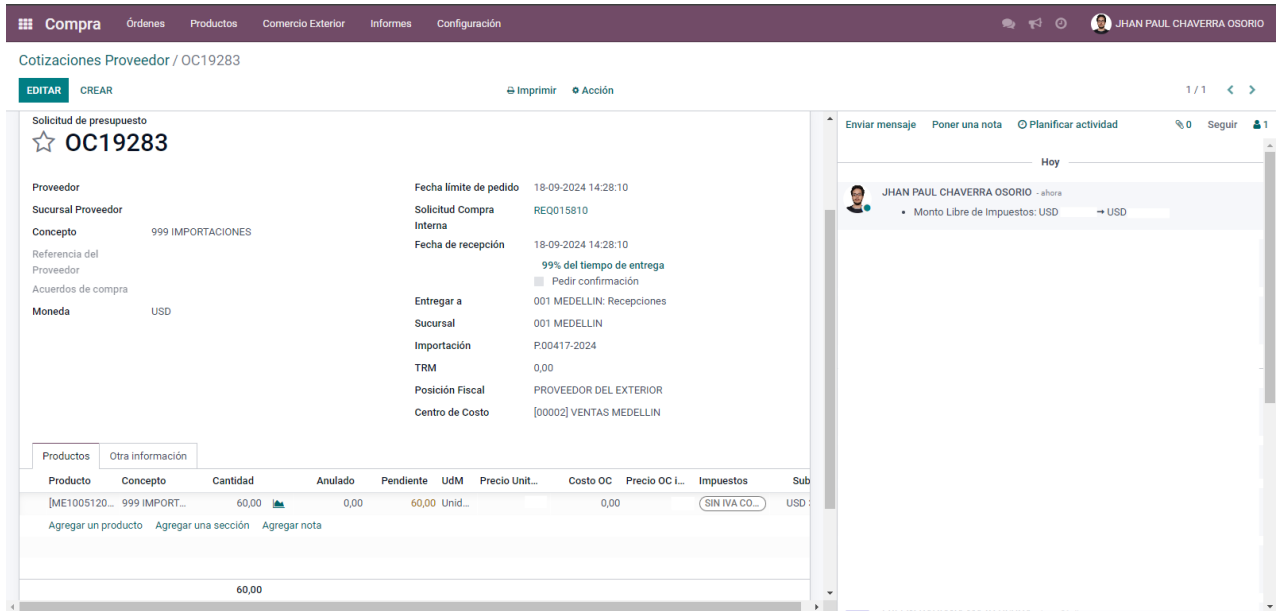 Compra Órdenes Productos Comercio Exterior Informes Configuración JHAN PAUL CHAVERRA OSORIO
Cotizaciones Proveedor / OC19283
EDITAR CREAR Imprimir Acción 1 / 1
Solicitud de presupuesto
OC19283
Enviar mensaje Poner una nota Planificar actividad 0 Seguir 1
Hoy
JHAN PAUL CHAVERRA OSORIO - ahora
• Monto Libre de Impuestos: USD → USD
Proveedor
Sucursal Proveedor
Concepto 999 IMPORTACIONES
Referencia del
Proveedor
Acuerdos de compra
Moneda USD
Fecha límite de pedido 18-09-2024 14:28:10
Solicitud Compra REQ015810
Interna
Fecha de recepción 18-09-2024 14:28:10
99% del tiempo de entrega
Pedir confirmación
Entregar a 001 MEDELLIN: Recepciones
Sucursal 001 MEDELLIN
Importación P.00417-2024
TRM 0,00
Posición Fiscal PROVEEDOR DEL EXTERIOR
Centro de Costo [00002] VENTAS MEDELLIN
Productos Otra información
Producto Concepto Cantidad Anulado Pendiente UdM Precio Unit... Costo OC Precio OC i... Impuestos Sub
[ME1005120... 999 IMPORT... 60,00 0,00 60,00 Unid... 0,00 SIN IVA CO... USD
Agregar un producto Agregar una sección Agregar nota
60,00